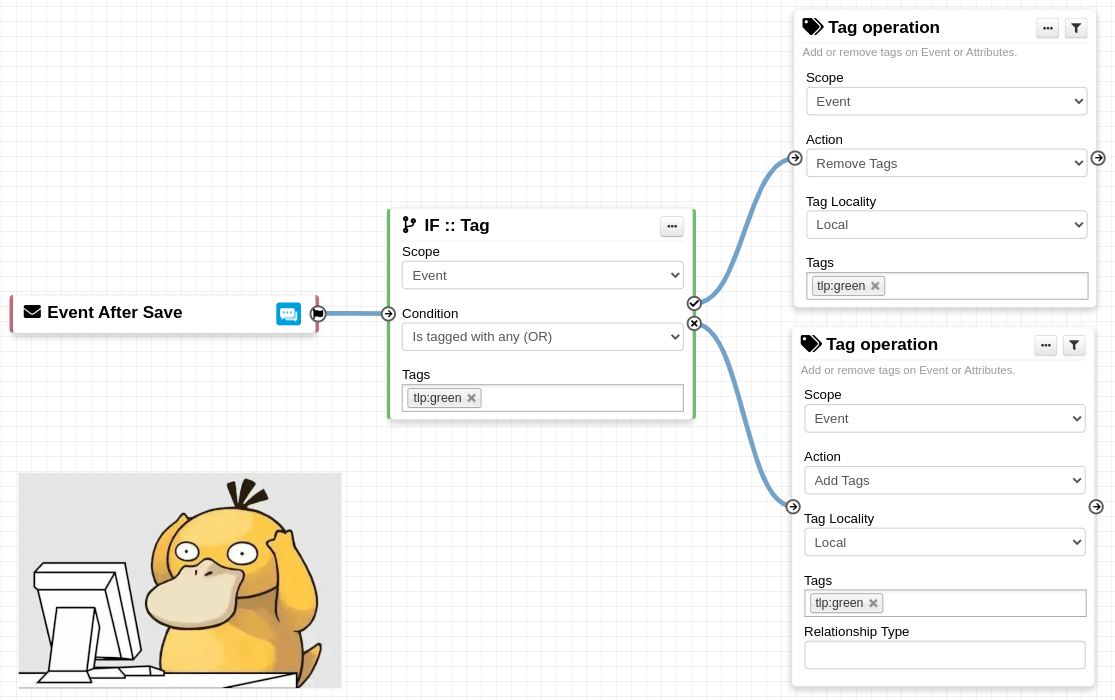 Event After Save
IF :: Tag
Scope
Event
Condition
Is tagged with any (OR)
Tags
tlp:green
Tag operation
Add or remove tags on Event or Attributes.
Scope
Event
Action
Remove Tags
Tag Locality
Local
Tags
tlp:green
Tag operation
Add or remove tags on Event or Attributes.
Scope
Event
Action
Add Tags
Tag Locality
Local
Tags
tlp:green
Relationship Type